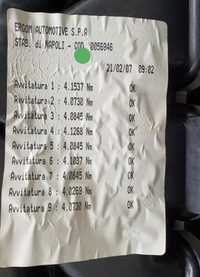 ERGOM AUTOMOTIVE S.P.A
STAB. di NAPOLI - COD. 0056946
21/02/07 09:02
Avvitatura 1 : 4.1537 Nm OK
Avvitatura 2 : 4.0730 Nm OK
Avvitatura 3 : 4.0845 Nm OK
Avvitatura 4 : 4.1268 Nm OK
Avvitatura 5 : 4.0845 Nm OK
Avvitatura 6 : 4.1037 Nm OK
Avvitatura 7 : 4.0845 Nm OK
Avvitatura 8 : 4.0269 Nm OK
Avvitatura 9 : 4.0730 Nm OK